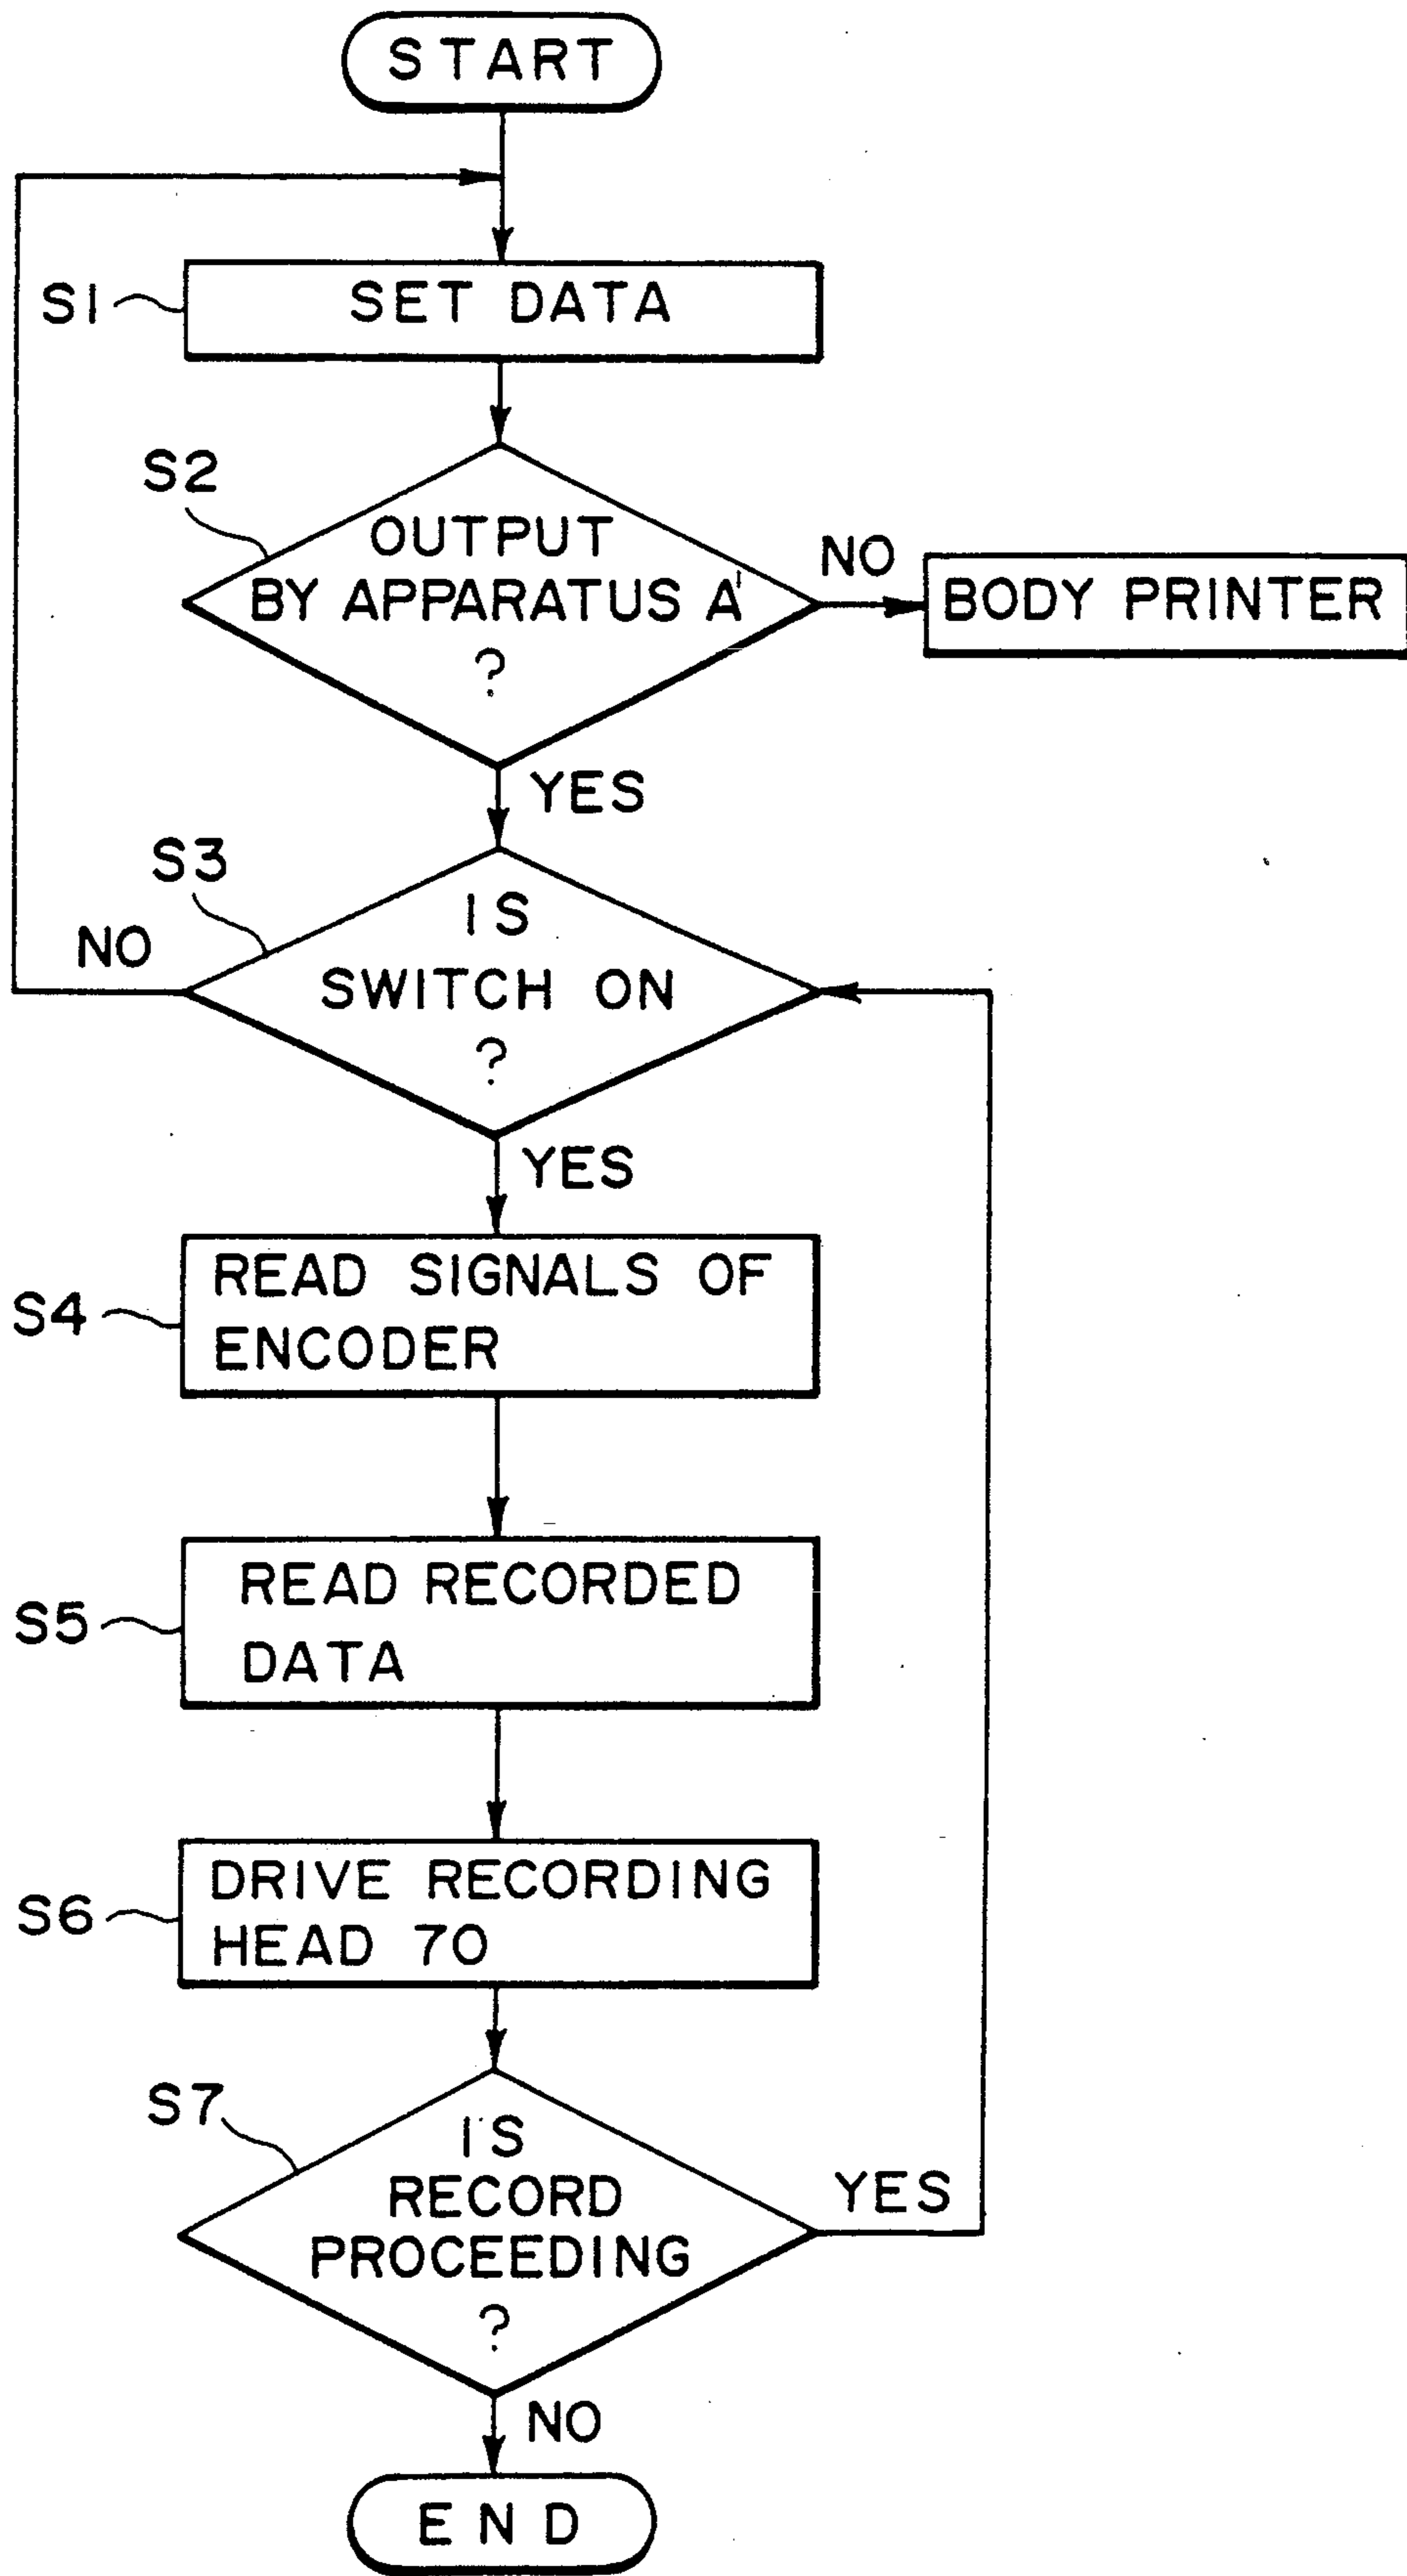 START
S1
SET DATA
S2
OUTPUT
BY APPARATUS A'
?
NO
BODY PRINTER
YES
S3
IS
SWITCH ON
?
NO
YES
S4
READ SIGNALS OF
ENCODER
S5
READ RECORDED
DATA
S6
DRIVE RECORDING
HEAD 70
S7
IS
RECORD
PROCEEDING
?
YES
NO
END